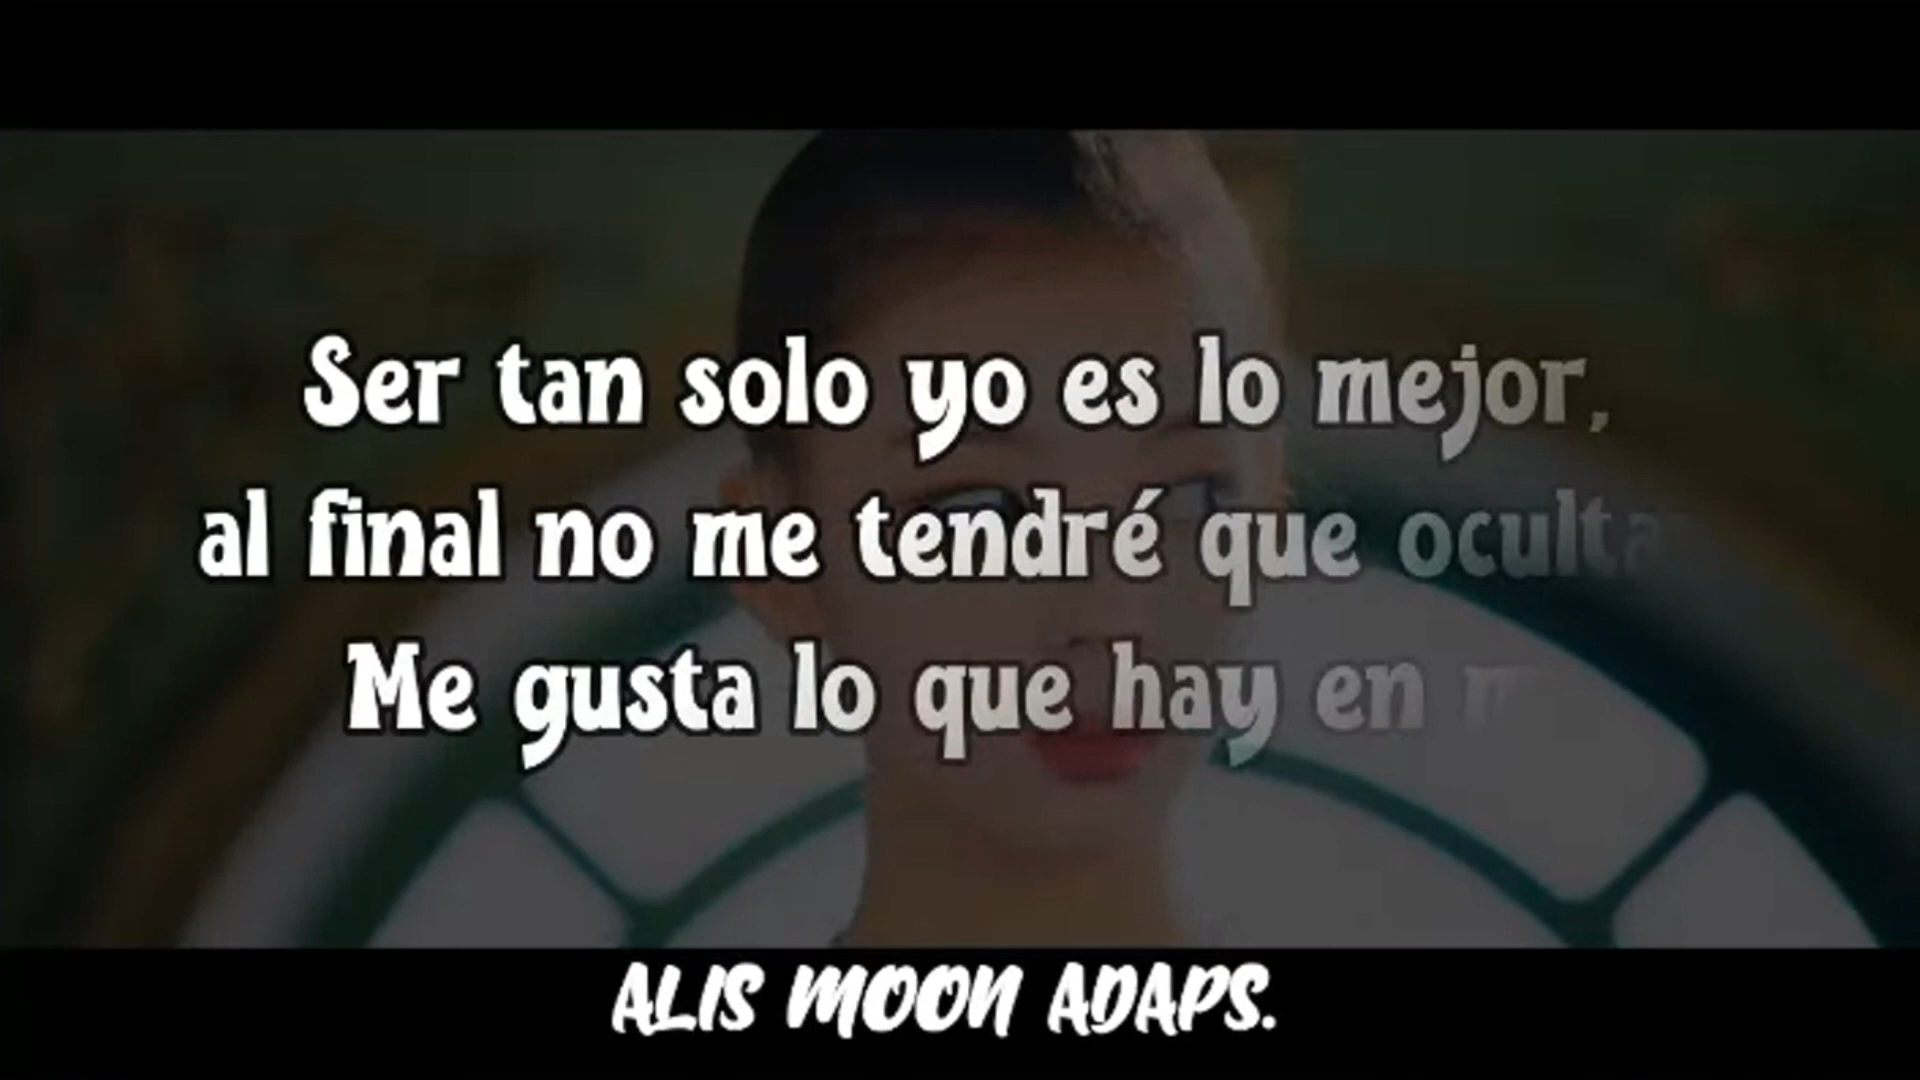 Ser tan solo yo es lo mejor,
al final no me tendré que oculta
Me gusta lo que hay en
ALIS MOON ADAPS.